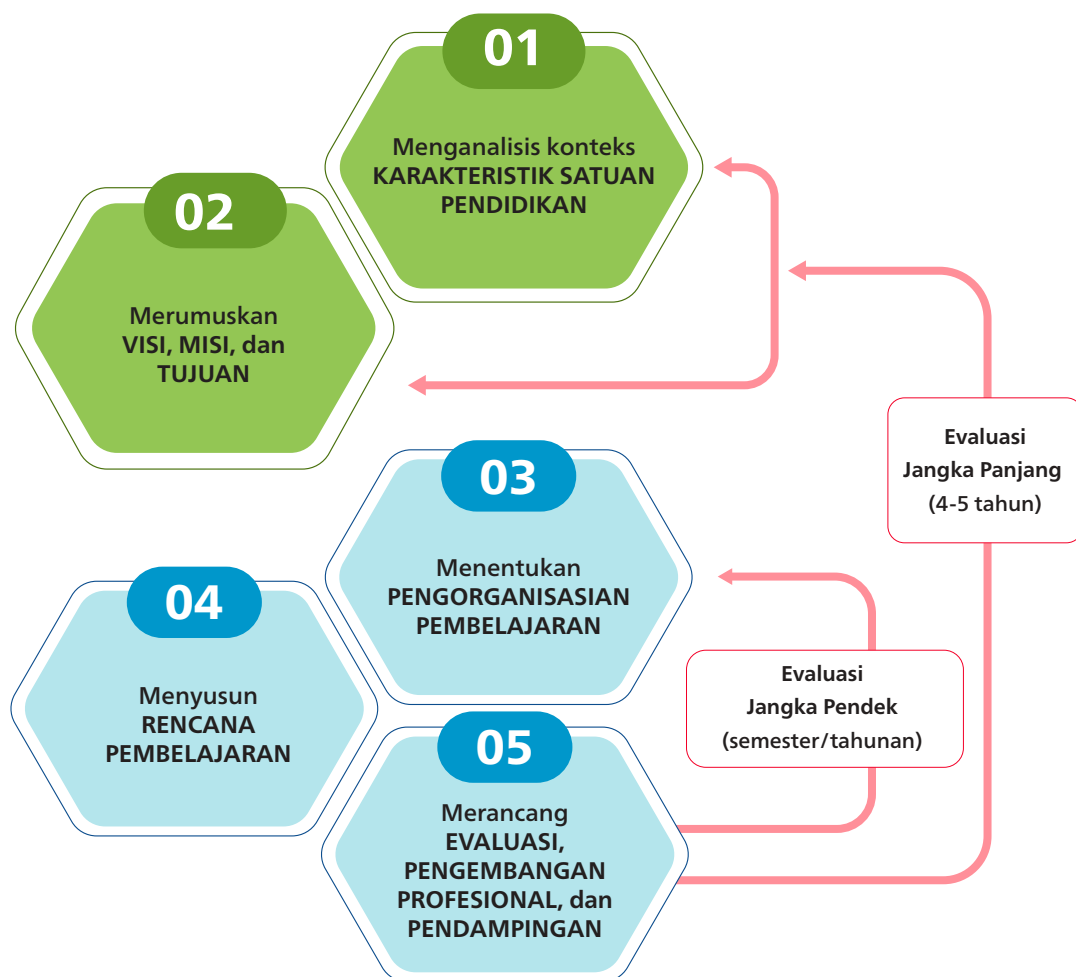 01
Menganalisis konteks
KARAKTERISTIK SATUAN
PENDIDIKAN
02
Merumuskan
VISI, MISI, dan
TUJUAN
Evaluasi
Jangka Panjang
(4-5 tahun)
03
Menentukan
PENGORGANISASIAN
PEMBELAJARAN
04
Menyusun
RENCANA
PEMBELAJARAN
Evaluasi
Jangka Pendek
(semester/tahunan)
05
Merancang
EVALUASI,
PENGEMBANGAN
PROFESIONAL, dan
PENDAMPINGAN